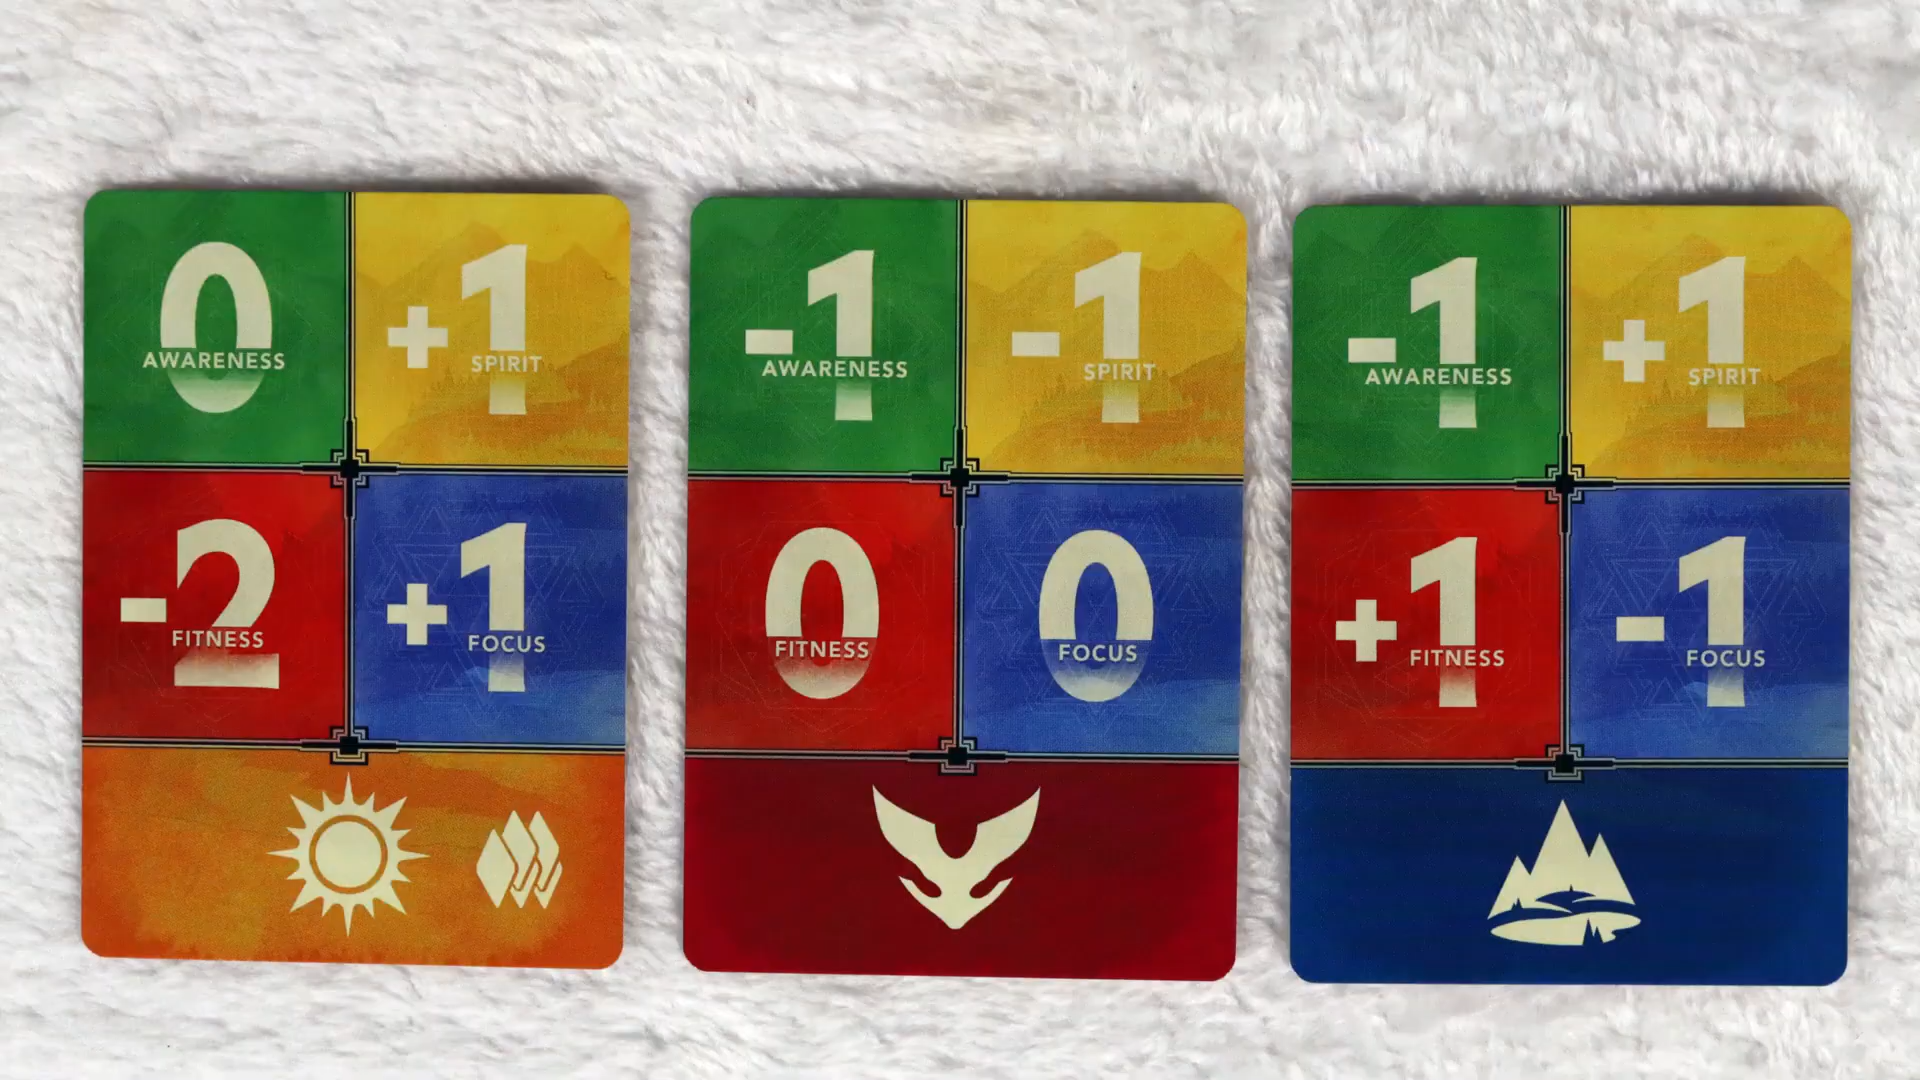 0
AWARENESS
+1
SPIRIT
-2
FITNESS
+1
FOCUS
-1
AWARENESS
-1
SPIRIT
0
FITNESS
0
FOCUS
-1
AWARENESS
+1
SPIRIT
+1
FITNESS
-1
FOCUS